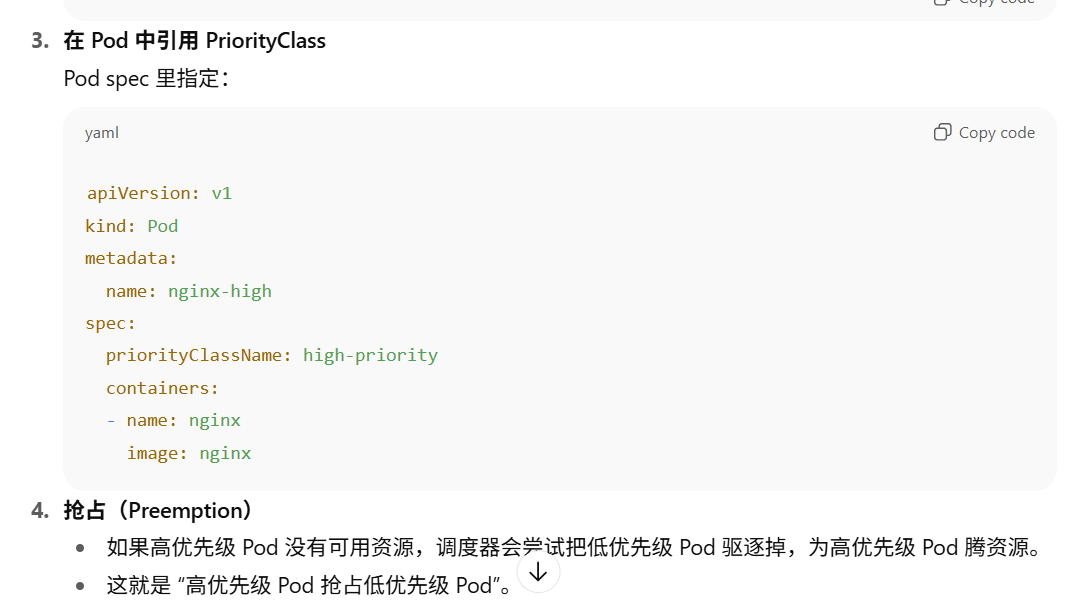 Copy code
3. 在 Pod 中引用 PriorityClass
Pod spec 里指定：
yaml
Copy code
apiVersion: v1
kind: Pod
metadata:
  name: nginx-high
spec:
  priorityClassName: high-priority
  containers:
  - name: nginx
    image: nginx
4. 抢占（Preemption）
如果高优先级 Pod 没有可用资源，调度器会尝试把低优先级 Pod 驱逐掉，为高优先级 Pod 腾资源。
这就是 “高优先级 Pod 抢占低优先级 Pod”。